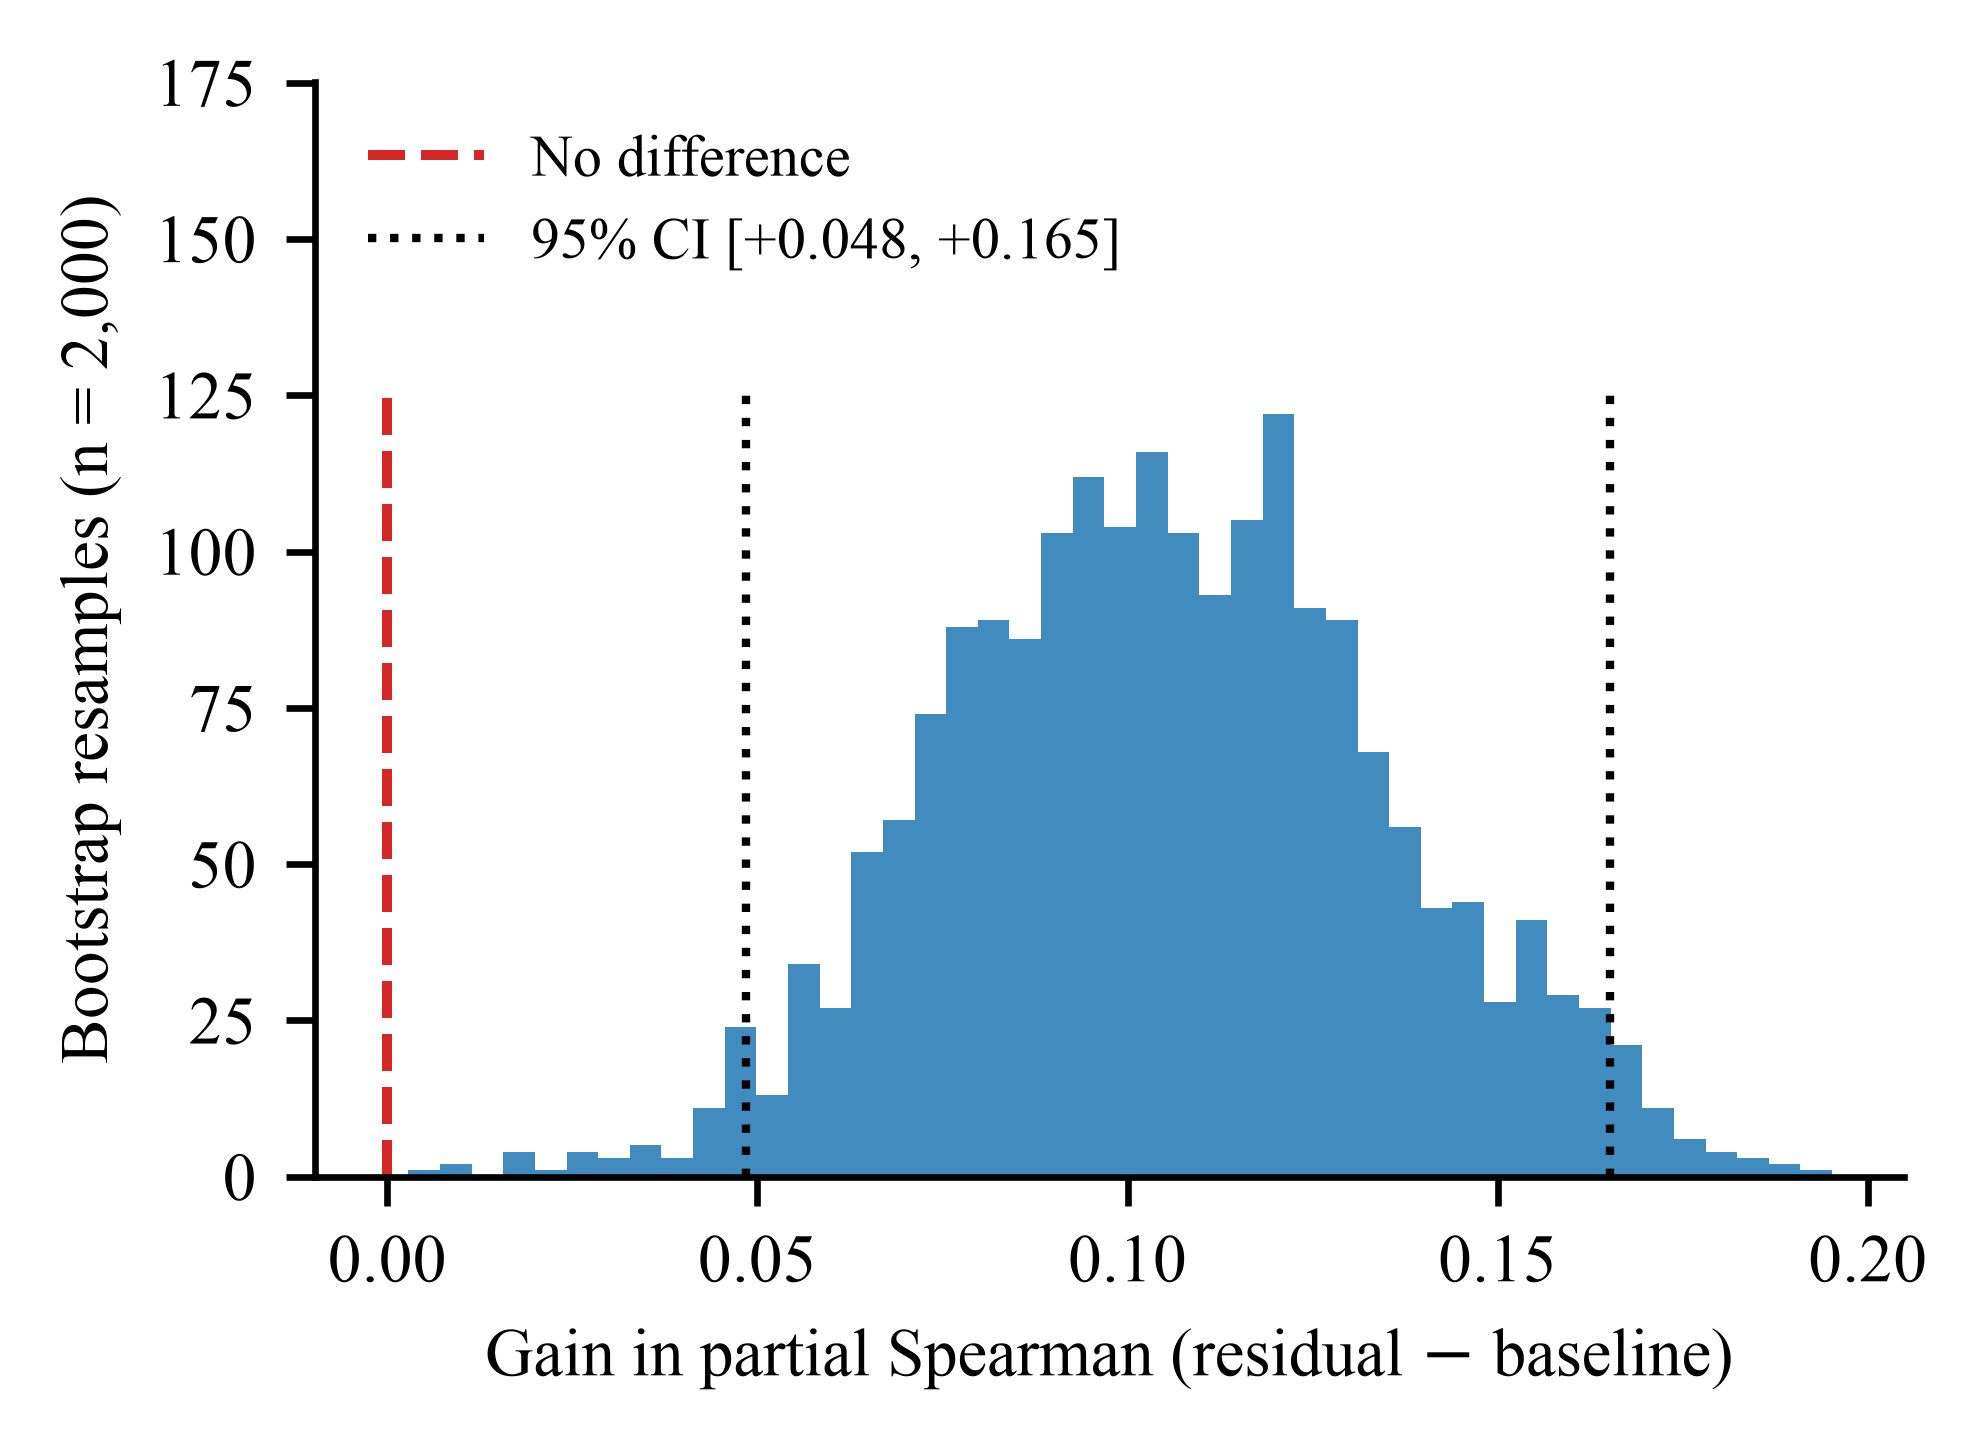 175
150
125
100
75
50
25
0
Bootstrap resamples (n = 2,000)
No difference
95% CI [+0.048, +0.165]
0.00 0.05 0.10 0.15 0.20
Gain in partial Spearman (residual − baseline)